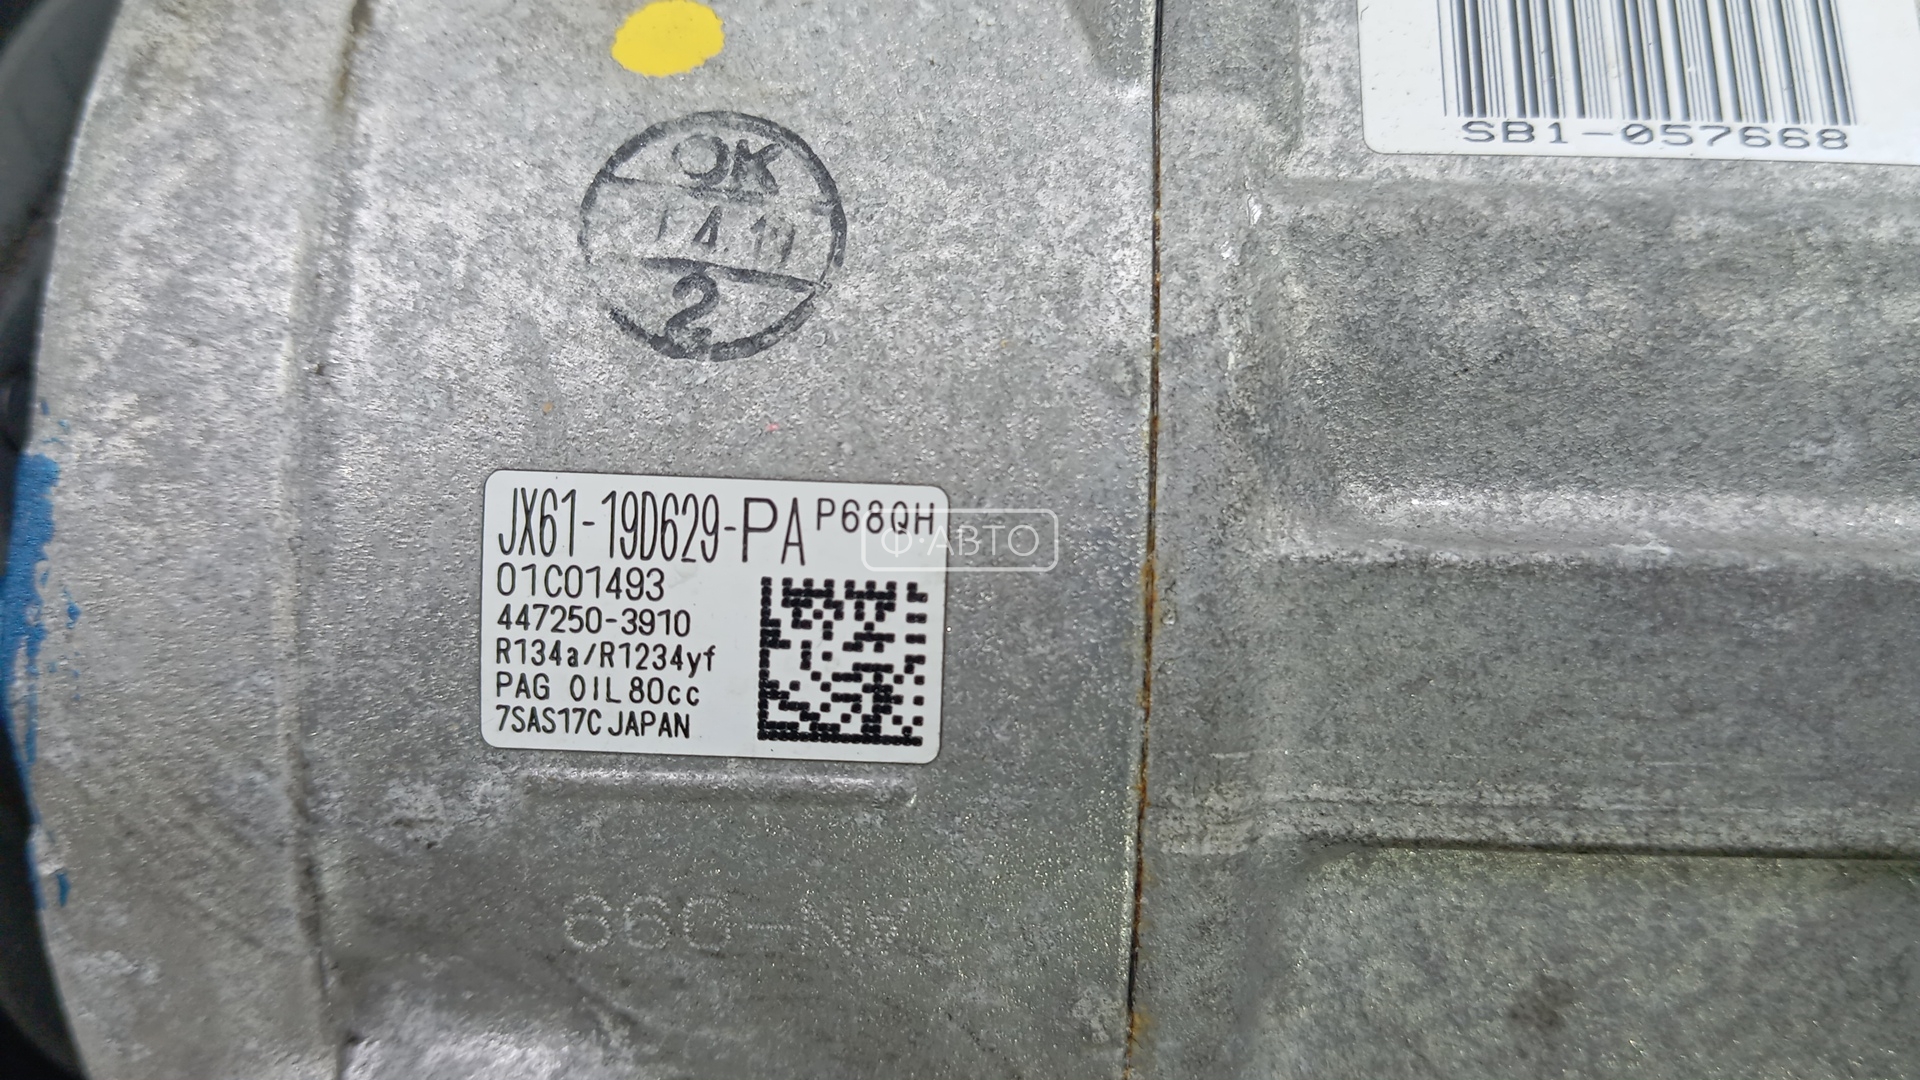 SB1-057668
OK
2
JX61-19D629-PA P68QH
Ф·АВТО
01C01493
447250-3910
R134a/R1234yf
PAG OIL 80cc
7SAS17C JAPAN